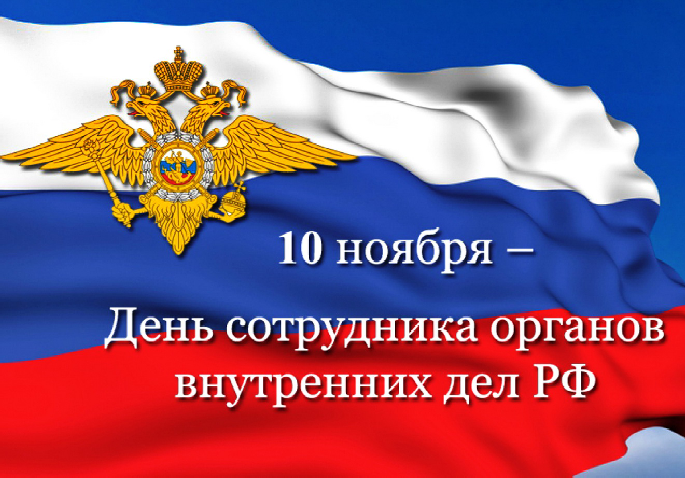 10 ноября –
День сотрудника органов
внутренних дел РФ